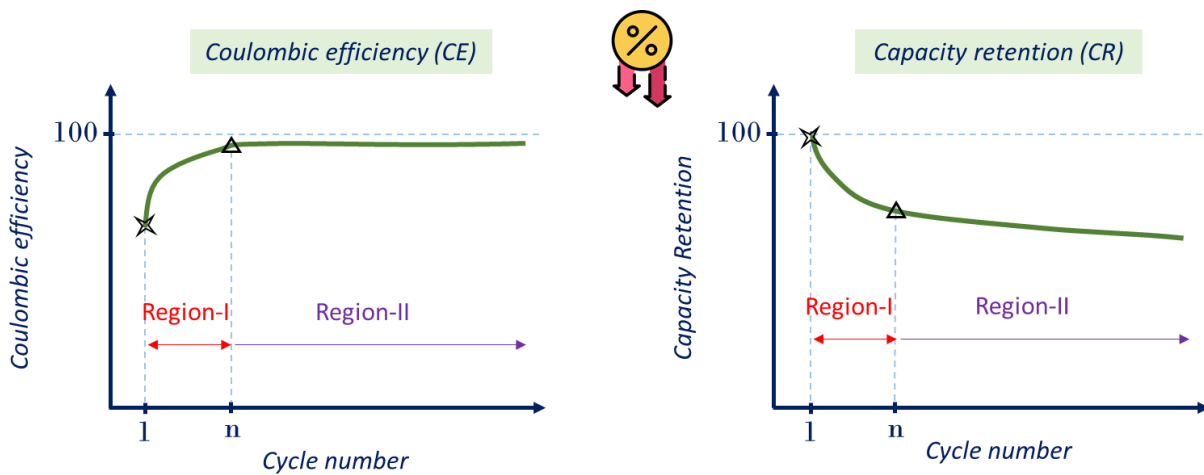 Coulombic efficiency (CE)
100
Coulombic efficiency
Region-I
Region-II
1
n
Cycle number
%
Capacity retention (CR)
100
Capacity Retention
Region-I
Region-II
1
n
Cycle number